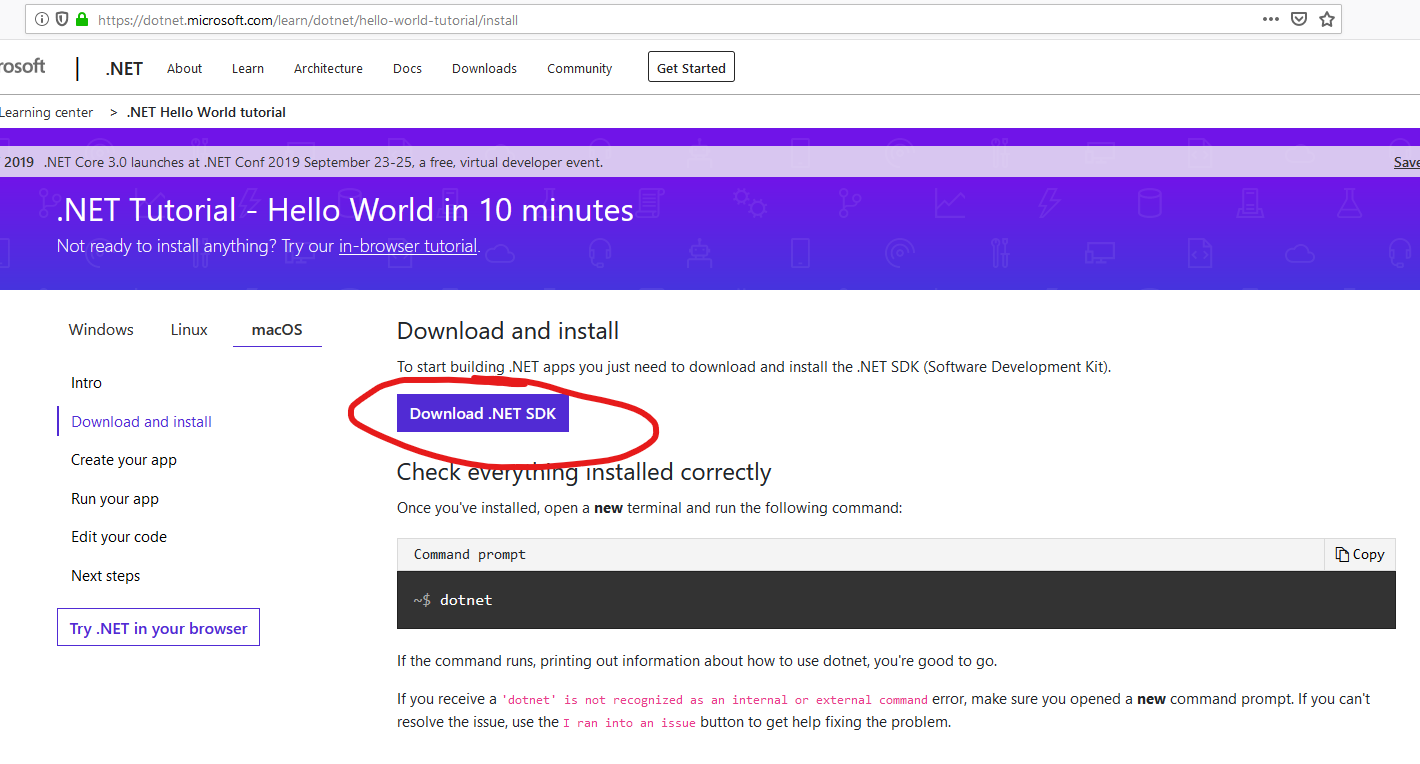 https://dotnet.microsoft.com/learn/dotnet/hello-world-tutorial/install
rosoft | .NET About Learn Architecture Docs Downloads Community Get Started
Learning center > .NET Hello World tutorial
2019 .NET Core 3.0 launches at .NET Conf 2019 September 23-25, a free, virtual developer event. Save
.NET Tutorial - Hello World in 10 minutes
Not ready to install anything? Try our in-browser tutorial.
Windows Linux macOS
Intro
Download and install
Create your app
Run your app
Edit your code
Next steps
Try .NET in your browser
Download and install
To start building .NET apps you just need to download and install the .NET SDK (Software Development Kit).
Download .NET SDK
Check everything installed correctly
Once you've installed, open a new terminal and run the following command:
Command prompt Copy
~$ dotnet
If the command runs, printing out information about how to use dotnet, you're good to go.
If you receive a 'dotnet' is not recognized as an internal or external command error, make sure you opened a new command prompt. If you can't
resolve the issue, use the I ran into an issue button to get help fixing the problem.